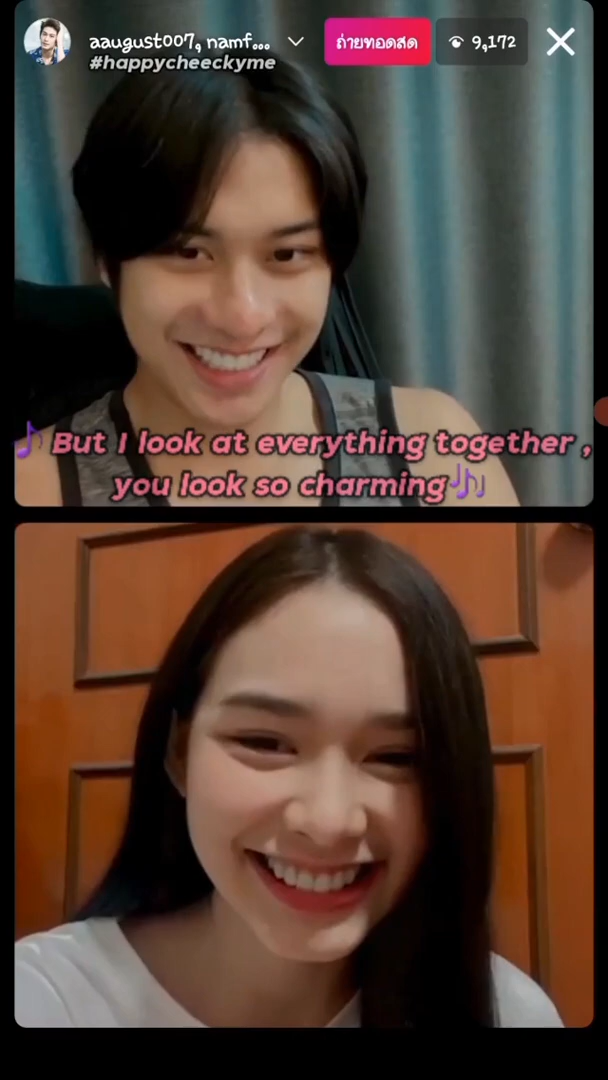 aaugust007, namf...
ถ่ายทอดสด
9,172
#happycheeckyme
But I look at everything together ,
you look so charming